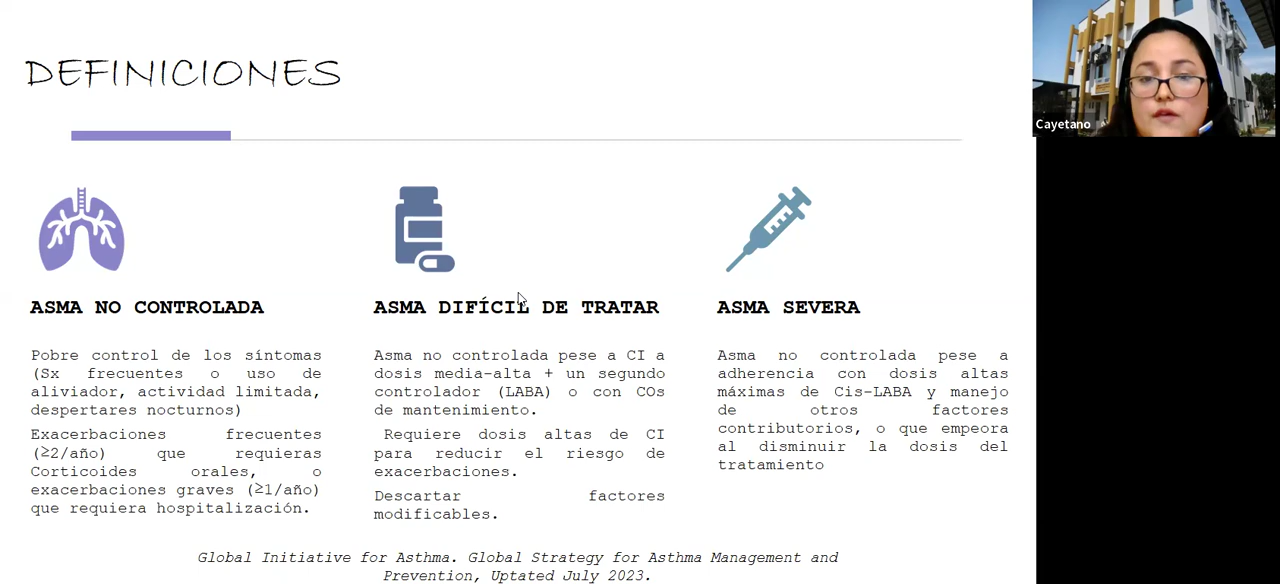 DEFINICIONES
Cayetano
ASMA NO CONTROLADA
Pobre control de los síntomas
(Sx frecuentes o uso de
aliviador, actividad limitada,
despertares nocturnos)
Exacerbaciones frecuentes
(≥2/año) que requieras
Corticoides orales, o
exacerbaciones graves (≥1/año)
que requiera hospitalización.
ASMA DIFÍCIL DE TRATAR
Asma no controlada pese a CI a
dosis media-alta + un segundo
controlador (LABA) o con COs
de mantenimiento.
Requiere dosis altas de CI
para reducir el riesgo de
exacerbaciones.
Descartar factores
modificables.
ASMA SEVERA
Asma no controlada pese a
adherencia con dosis altas
máximas de Cis-LABA y manejo
de otros factores
contributorios, o que empeora
al disminuir la dosis del
tratamiento
Global Initiative for Asthma. Global Strategy for Asthma Management and
Prevention, Uptated July 2023.